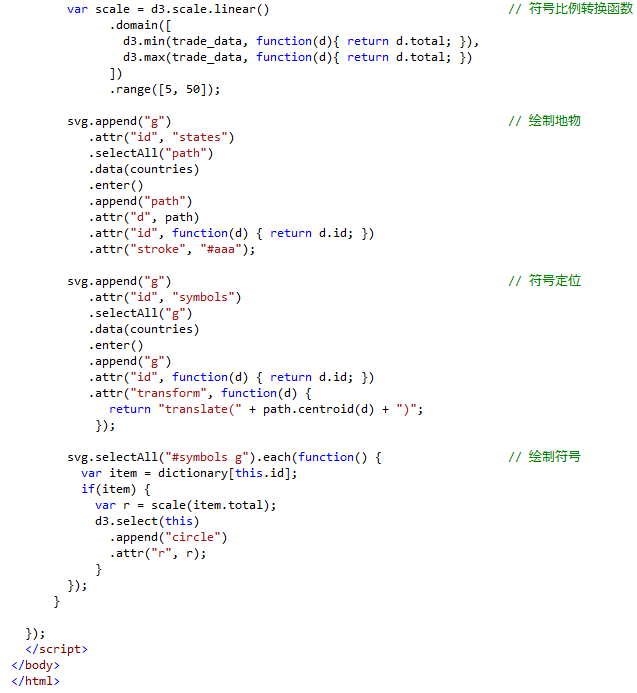 var scale = d3.scale.linear() // 符号比例转换函数
.domain([
d3.min(trade_data, function(d){ return d.total; }),
d3.max(trade_data, function(d){ return d.total; })
])
.range([5, 50]);
svg.append("g") // 绘制地物
.attr("id", "states")
.selectAll("path")
.data(countries)
.enter()
.append("path")
.attr("d", path)
.attr("id", function(d) { return d.id; })
.attr("stroke", "#aaa");
svg.append("g") // 符号定位
.attr("id", "symbols")
.selectAll("g")
.data(countries)
.enter()
.append("g")
.attr("id", function(d) { return d.id; })
.attr("transform", function(d) {
return "translate(" + path.centroid(d) + ")";
});
svg.selectAll("#symbols g").each(function() { // 绘制符号
var item = dictionary[this.id];
if(item) {
var r = scale(item.total);
d3.select(this)
.append("circle")
.attr("r", r);
}
});
}
});
</script>
</body>
</html>